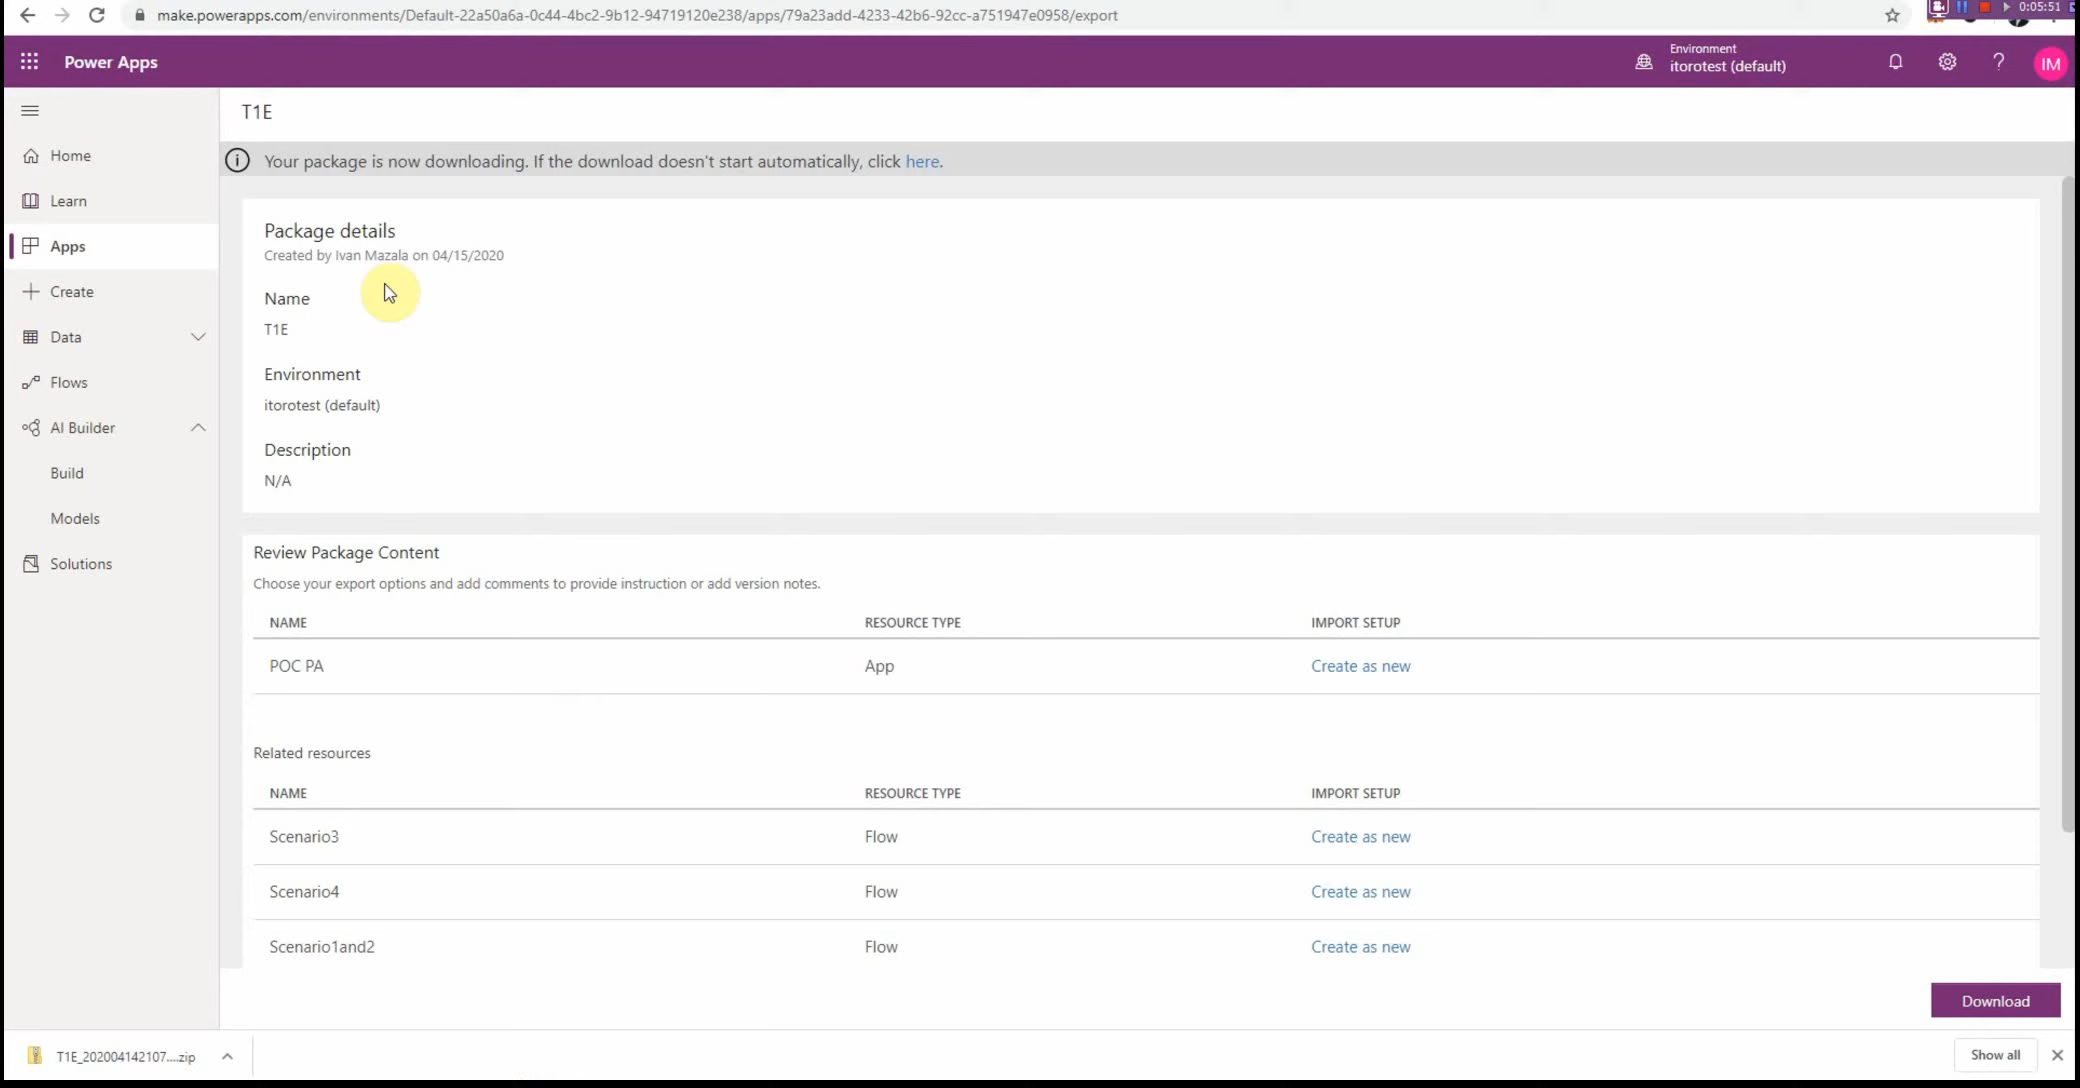 make.powerapps.com/environments/Default-22a50a6a-0c44-4bc2-9b12-94719120e238/apps/79a23add-4233-42b6-92cc-a751947e0958/export
0:05:51
Power Apps
Environment
itorotest (default)
?
IM
T1E
Home
Learn
Apps
Create
Data
Flows
AI Builder
Build
Models
Solutions
Your package is now downloading. If the download doesn't start automatically, click here.
Package details
Created by Ivan Mazala on 04/15/2020
Name
T1E
Environment
itorotest (default)
Description
N/A
Review Package Content
Choose your export options and add comments to provide instruction or add version notes.
NAME RESOURCE TYPE IMPORT SETUP
POC PA App Create as new
Related resources
NAME RESOURCE TYPE IMPORT SETUP
Scenario3 Flow Create as new
Scenario4 Flow Create as new
Scenario1and2 Flow Create as new
Download
T1E_202004142107....zip
Show all